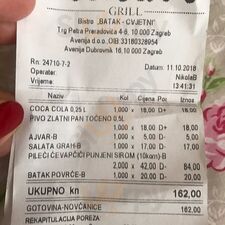 GRILL
Bistro „BATAK - CVJETNI"
Trg Petra Preradovića 4-6, 10 000 Zagreb
Avenija d.o.o., OIB 33180328954
Avenija Dubrovnik 16, 10 000 Zagreb
Rn: 24710-7-2 Datum: 11.10.2018
Operater: NikolaB
Vrijeme: 13:41:31
Naziv Kol Cijena Pop Iznos
COCA COLA 0,25 L 1,000 x 18,00 D= 18,00
PIVO ZLATNI PAN TOČENO 0,5L
1,000 x 18,00 D= 18,00
AJVAR-B 1,000 x 5,00 D= 5,00
SALATA GRAH-B 1,000 x 17,00 D= 17,00
PILEĆI ĆEVAPČIĆI PUNJENI SIROM (10kom)-B
2,000 x 42,00 D= 84,00
BATAK POVRĆE-B 1,000 x 20,00 D= 20,00
UKUPNO kn 162,00
GOTOVINA-NOVČANICE 162,00
REKAPITULACIJA POREZA